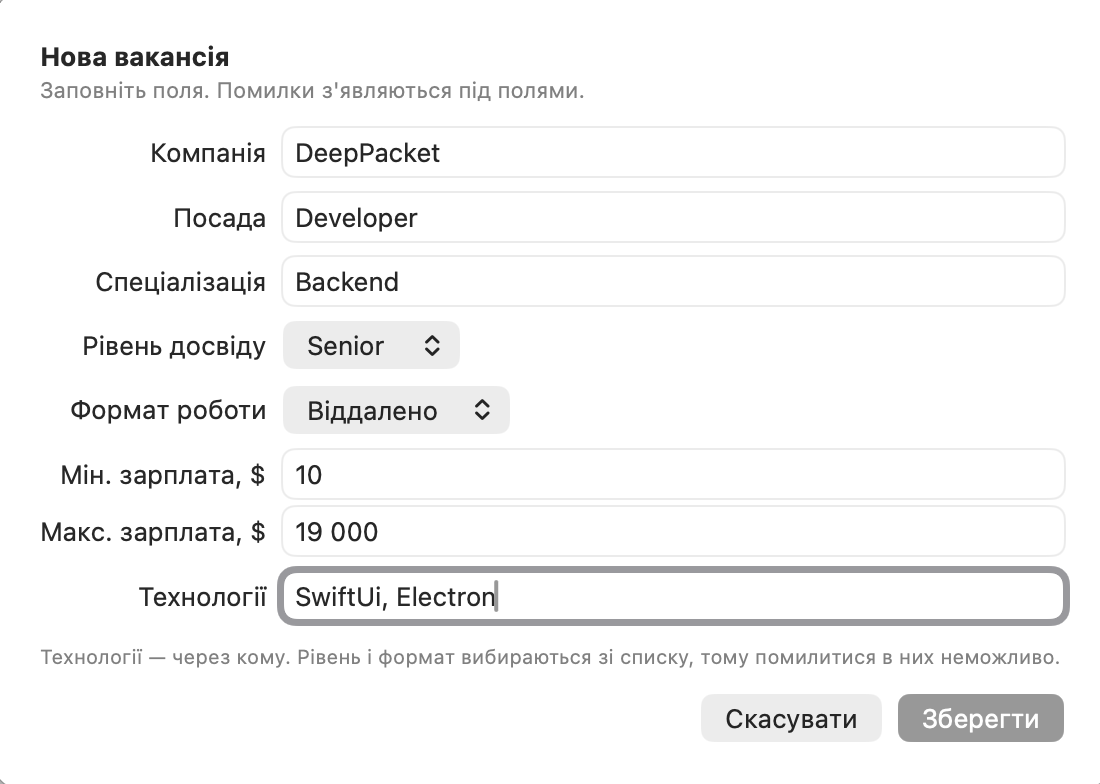 Нова вакансія
Заповніть поля. Помилки з'являються під полями.
Компанія DeepPacket
Посада Developer
Спеціалізація Backend
Рівень досвіду Senior
Формат роботи Віддалено
Мін. зарплата, $ 10
Макс. зарплата, $ 19 000
Технології SwiftUi, Electron
Технології — через кому. Рівень і формат вибираються зі списку, тому помилитися в них неможливо.
Скасувати Зберегти